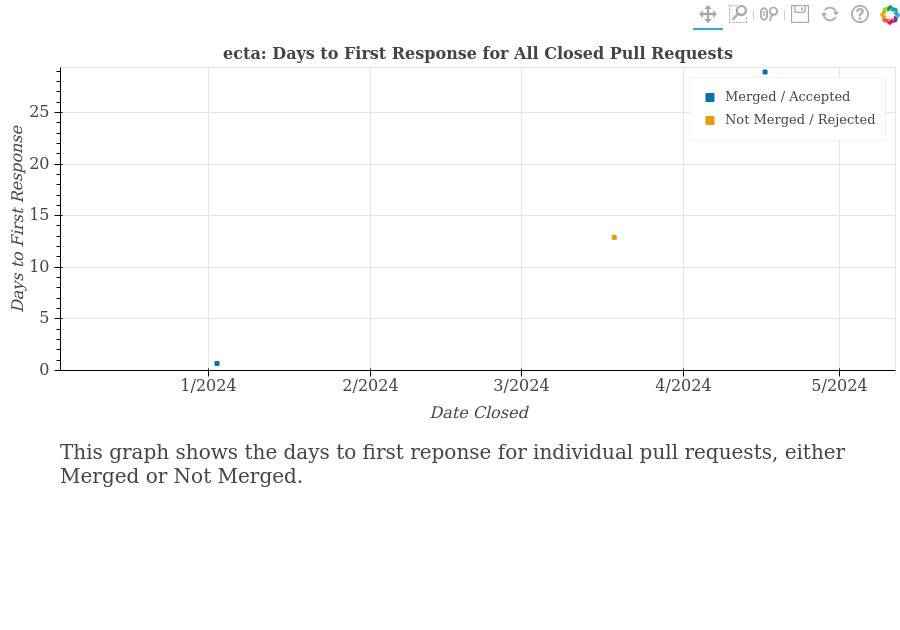 ecta: Days to First Response for All Closed Pull Requests
Merged / Accepted
Not Merged / Rejected
Days to First Response
25
20
15
10
5
0
1/2024 2/2024 3/2024 4/2024 5/2024
Date Closed
This graph shows the days to first reponse for individual pull requests, either
Merged or Not Merged.